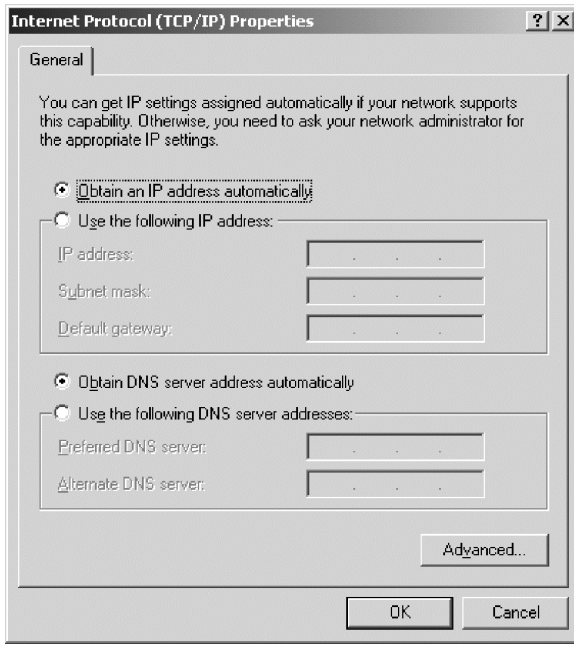 Internet Protocol (TCP/IP) Properties
General
You can get IP settings assigned automatically if your network supports
this capability. Otherwise, you need to ask your network administrator for
the appropriate IP settings.
Obtain an IP address automatically
Use the following IP address:
IP address:
Subnet mask:
Default gateway:
Obtain DNS server address automatically
Use the following DNS server addresses:
Preferred DNS server:
Alternate DNS server:
Advanced...
OK
Cancel